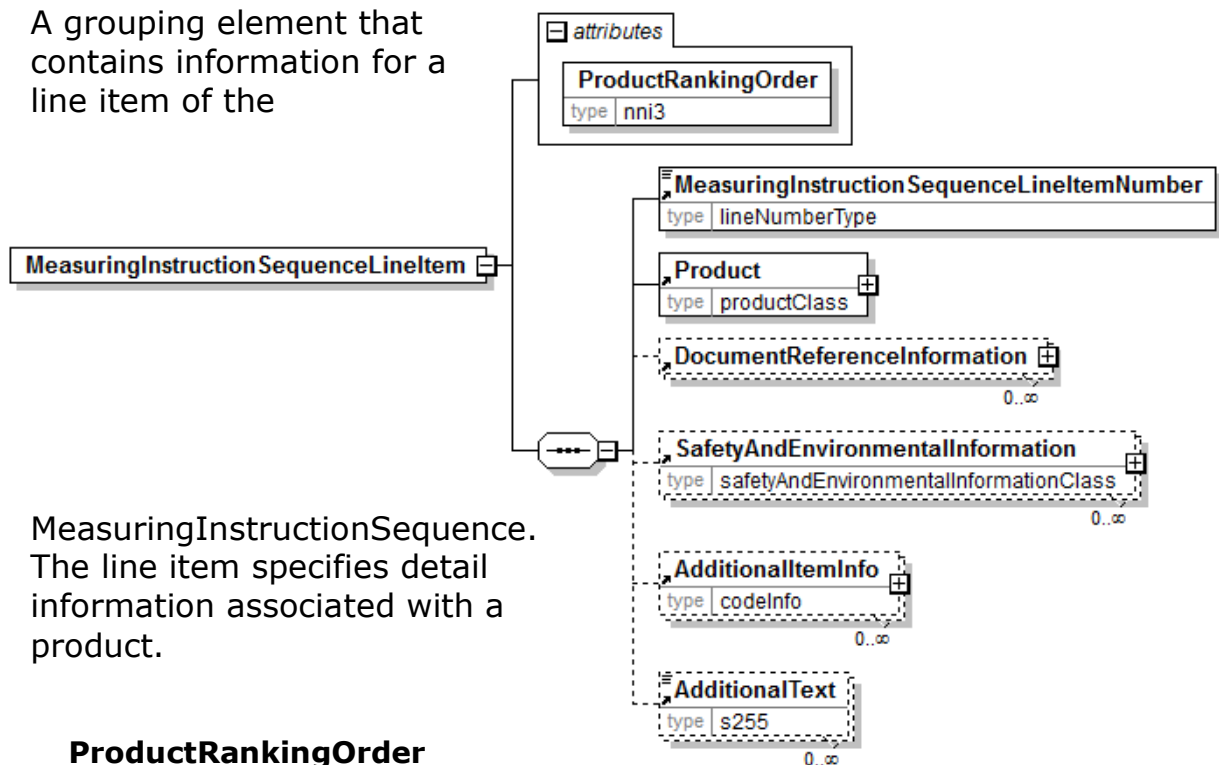 A grouping element that
contains information for a
line item of the
attributes
ProductRankingOrder
type nni3
MeasuringInstructionSequenceLineItem
MeasuringInstructionSequenceLineItemNumber
type lineNumberType
Product
type productClass
DocumentReferenceInformation
0..∞
SafetyAndEnvironmentalInformation
type safetyAndEnvironmentalInformationClass
0..∞
AdditionalItemInfo
type codeInfo
0..∞
AdditionalText
type s255
0..∞
MeasuringInstructionSequence.
The line item specifies detail
information associated with a
product.
ProductRankingOrder